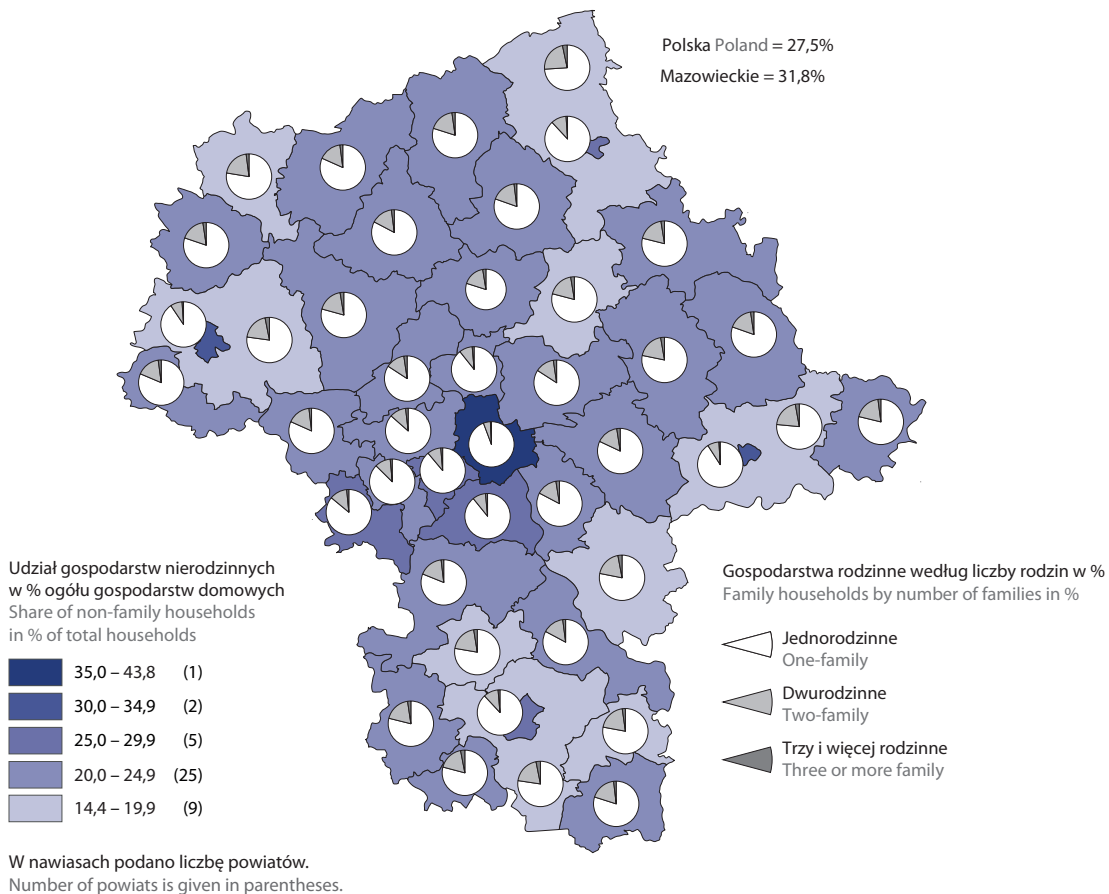 Polska Poland = 27,5%
Mazowieckie = 31,8%
Udział gospodarstw nierodzinnych
w % ogółu gospodarstw domowych
Share of non-family households
in % of total households
35,0 – 43,8 (1)
30,0 – 34,9 (2)
25,0 – 29,9 (5)
20,0 – 24,9 (25)
14,4 – 19,9 (9)
W nawiasach podano liczbę powiatów.
Number of powiats is given in parentheses.
Gospodarstwa rodzinne według liczby rodzin w %
Family households by number of families in %
Jednorodzinne
One-family
Dwurodzinne
Two-family
Trzy i więcej rodzinne
Three or more family